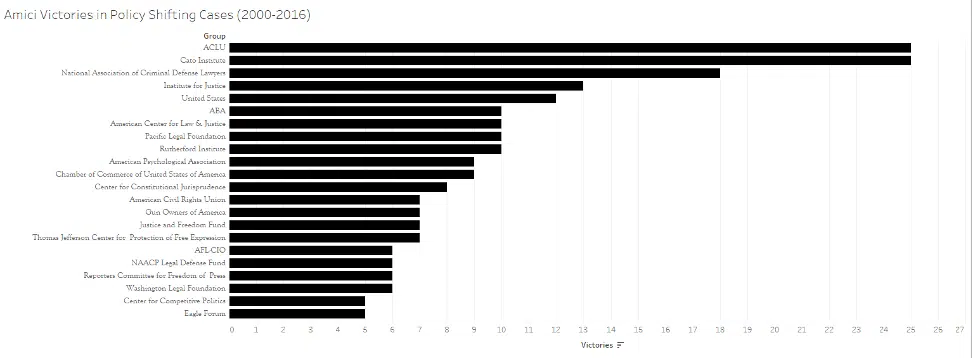 Amici Victories in Policy Shifting Cases (2000-2016)
Group
ACLU
Cato Institute
National Association of Criminal Defense Lawyers
Institute for Justice
United States
ABA
American Center for Law & Justice
Pacific Legal Foundation
Rutherford Institute
American Psychological Association
Chamber of Commerce of United States of America
Center for Constitutional Jurisprudence
American Civil Rights Union
Gun Owners of America
Justice and Freedom Fund
Thomas Jefferson Center for Protection of Free Expression
AFL-CIO
NAACP Legal Defense Fund
Reporters Committee for Freedom of Press
Washington Legal Foundation
Center for Competitive Politics
Eagle Forum
0 1 2 3 4 5 6 7 8 9 10 11 12 13 14 15 16 17 18 19 20 21 22 23 24 25 26 27
Victories